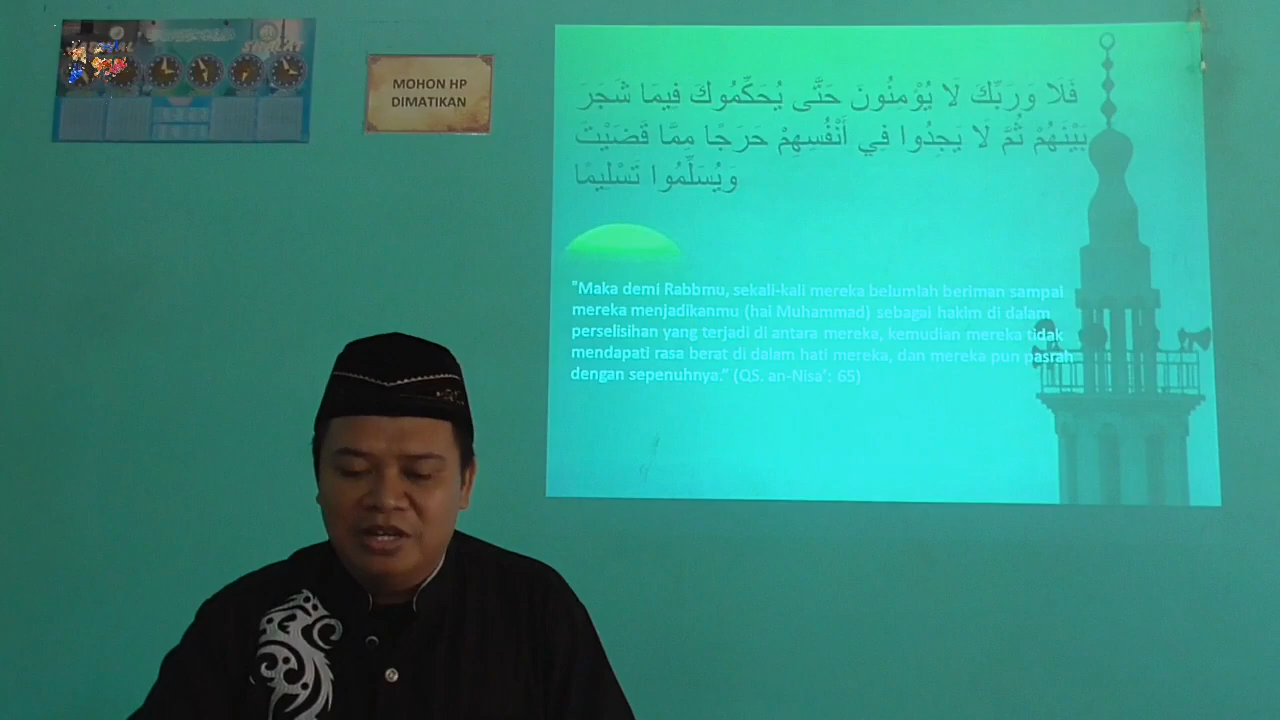 JADWAL SHALAT
MOHON HP
DIMATIKAN
فَلَا وَرَبِّكَ لَا يُؤْمِنُونَ حَتَّى يُحَكِّمُوكَ فِيمَا شَجَرَ
بَيْنَهُمْ ثُمَّ لَا يَجِدُوا فِي أَنْفُسِهِمْ حَرَجًا مِمَّا قَضَيْتَ
وَيُسَلِّمُوا تَسْلِيمًا
"Maka demi Rabbmu, sekali-kali mereka belumlah beriman sampai
mereka menjadikanmu (hai Muhammad) sebagai hakim di dalam
perselisihan yang terjadi di antara mereka, kemudian mereka tidak
mendapati rasa berat di dalam hati mereka, dan mereka pun pasrah
dengan sepenuhnya.” (QS. an-Nisa': 65)